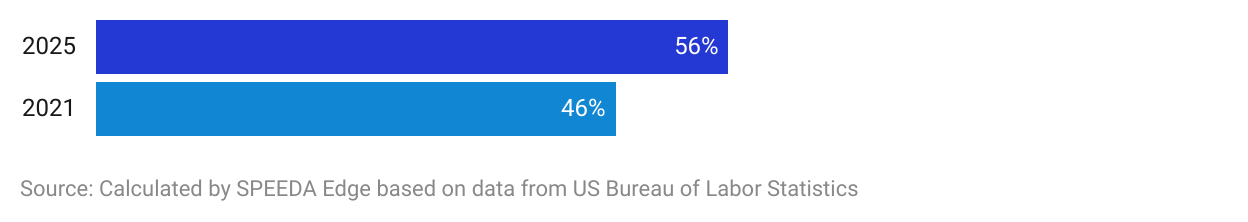 2025 56%
2021 46%
Source: Calculated by SPEEDA Edge based on data from US Bureau of Labor Statistics